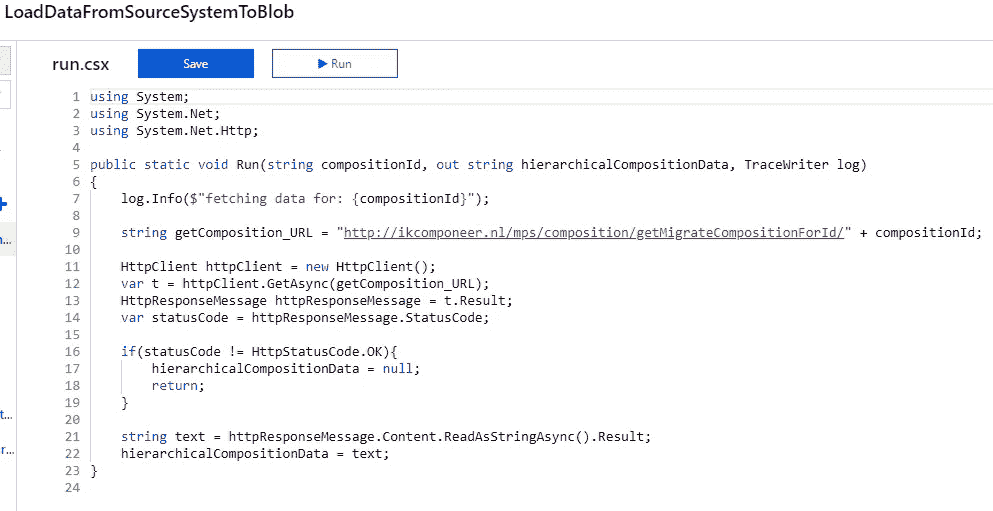 LoadDataFromSourceSystemToBlob
run.csx
Save
Run
1 using System;
2 using System.Net;
3 using System.Net.Http;
4
5 public static void Run(string compositionId, out string hierarchicalCompositionData, TraceWriter log)
6 {
7 log.Info($"fetching data for: {compositionId}");
8
9 string getComposition_URL = "http://ikcomponeer.nl/mps/composition/getMigrateCompositionForId/" + compositionId;
10
11 HttpClient httpClient = new HttpClient();
12 var t = httpClient.GetAsync(getComposition_URL);
13 HttpResponseMessage httpResponseMessage = t.Result;
14 var statusCode = httpResponseMessage.StatusCode;
15
16 if(statusCode != HttpStatusCode.OK){
17 hierarchicalCompositionData = null;
18 return;
19 }
20
21 string text = httpResponseMessage.Content.ReadAsStringAsync().Result;
22 hierarchicalCompositionData = text;
23 }
24